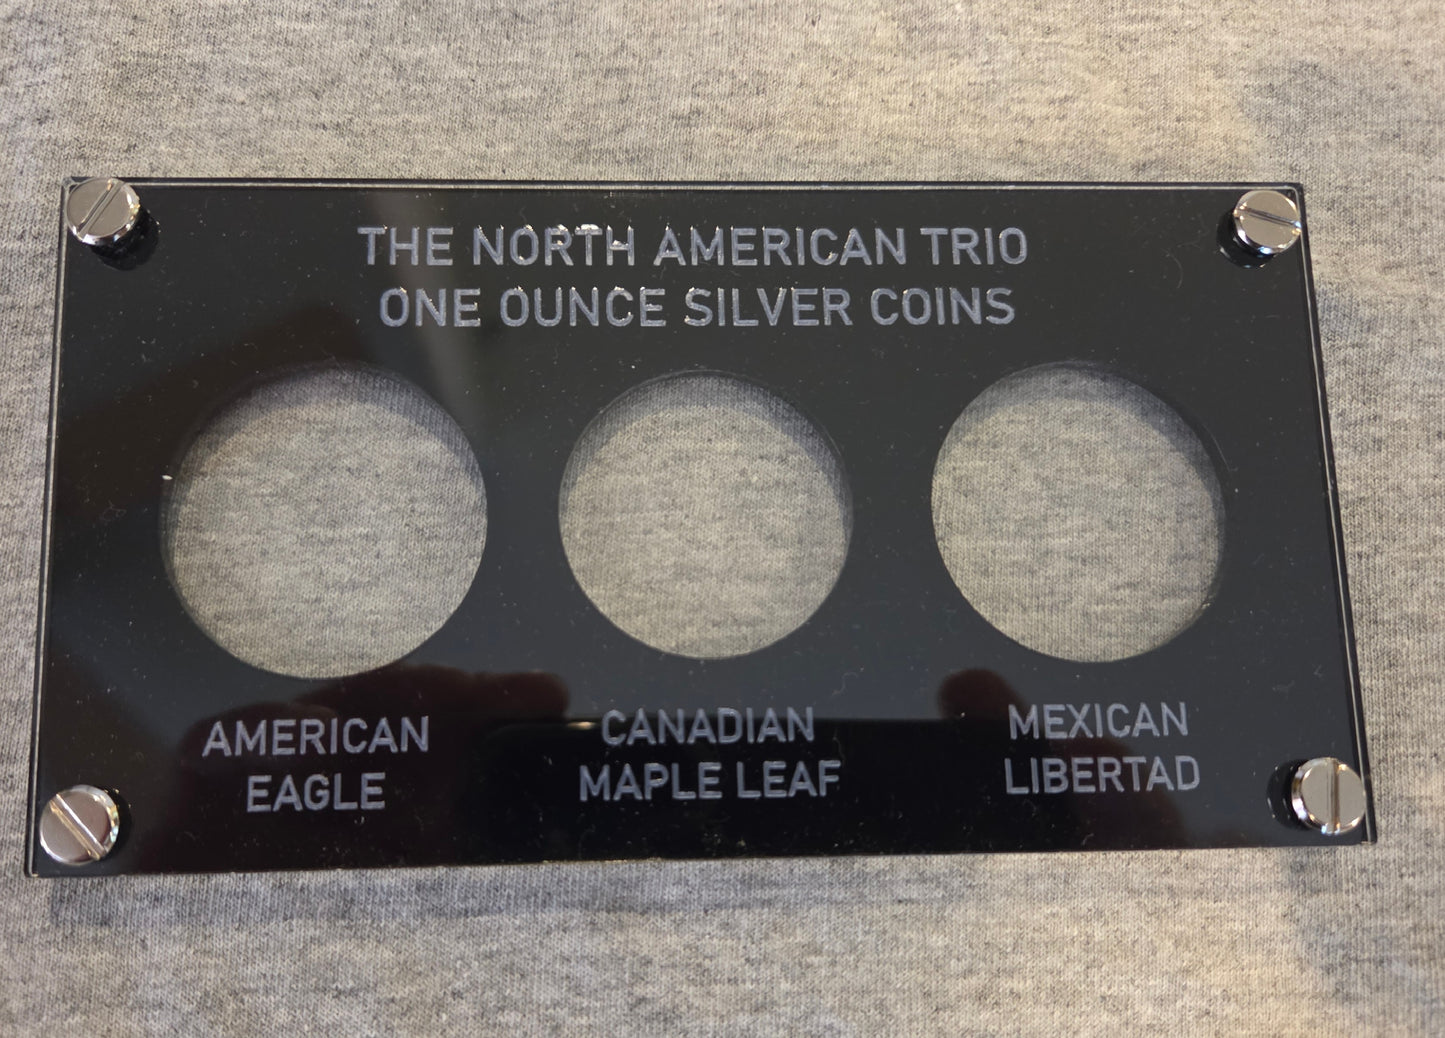 THE NORTH AMERICAN TRIO
ONE OUNCE SILVER COINS
AMERICAN
EAGLE
CANADIAN
MAPLE LEAF
MEXICAN
LIBERTAD